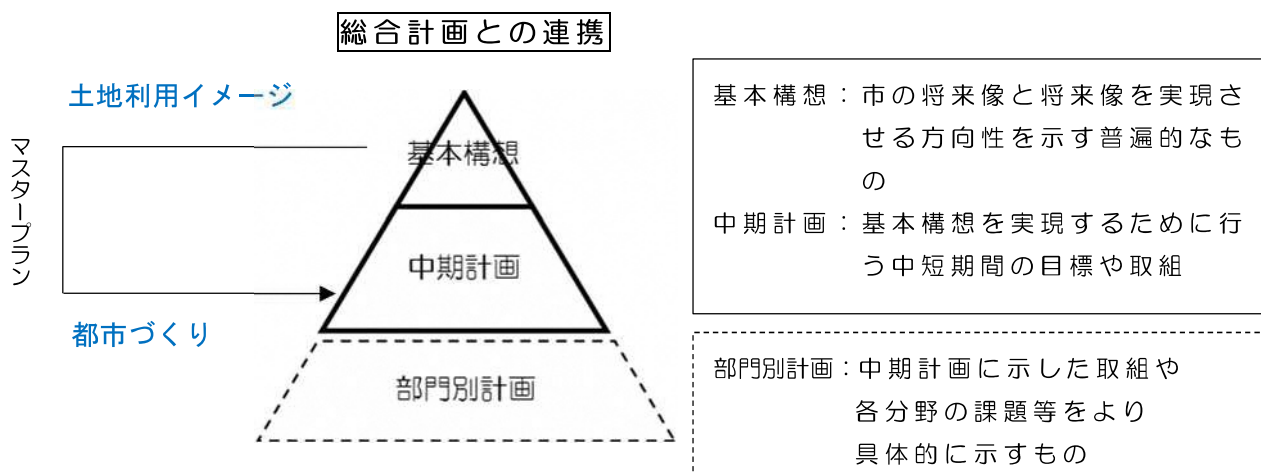 総合計画との連携
土地利用イメージ
マスタープラン
基本構想
中期計画
都市づくり
部門別計画
基本構想：市の将来像と将来像を実現さ
せる方向性を示す普遍的なも
の
中期計画：基本構想を実現するために行
う中短期間の目標や取組
部門別計画：中期計画に示した取組や
各分野の課題等をより
具体的に示すもの